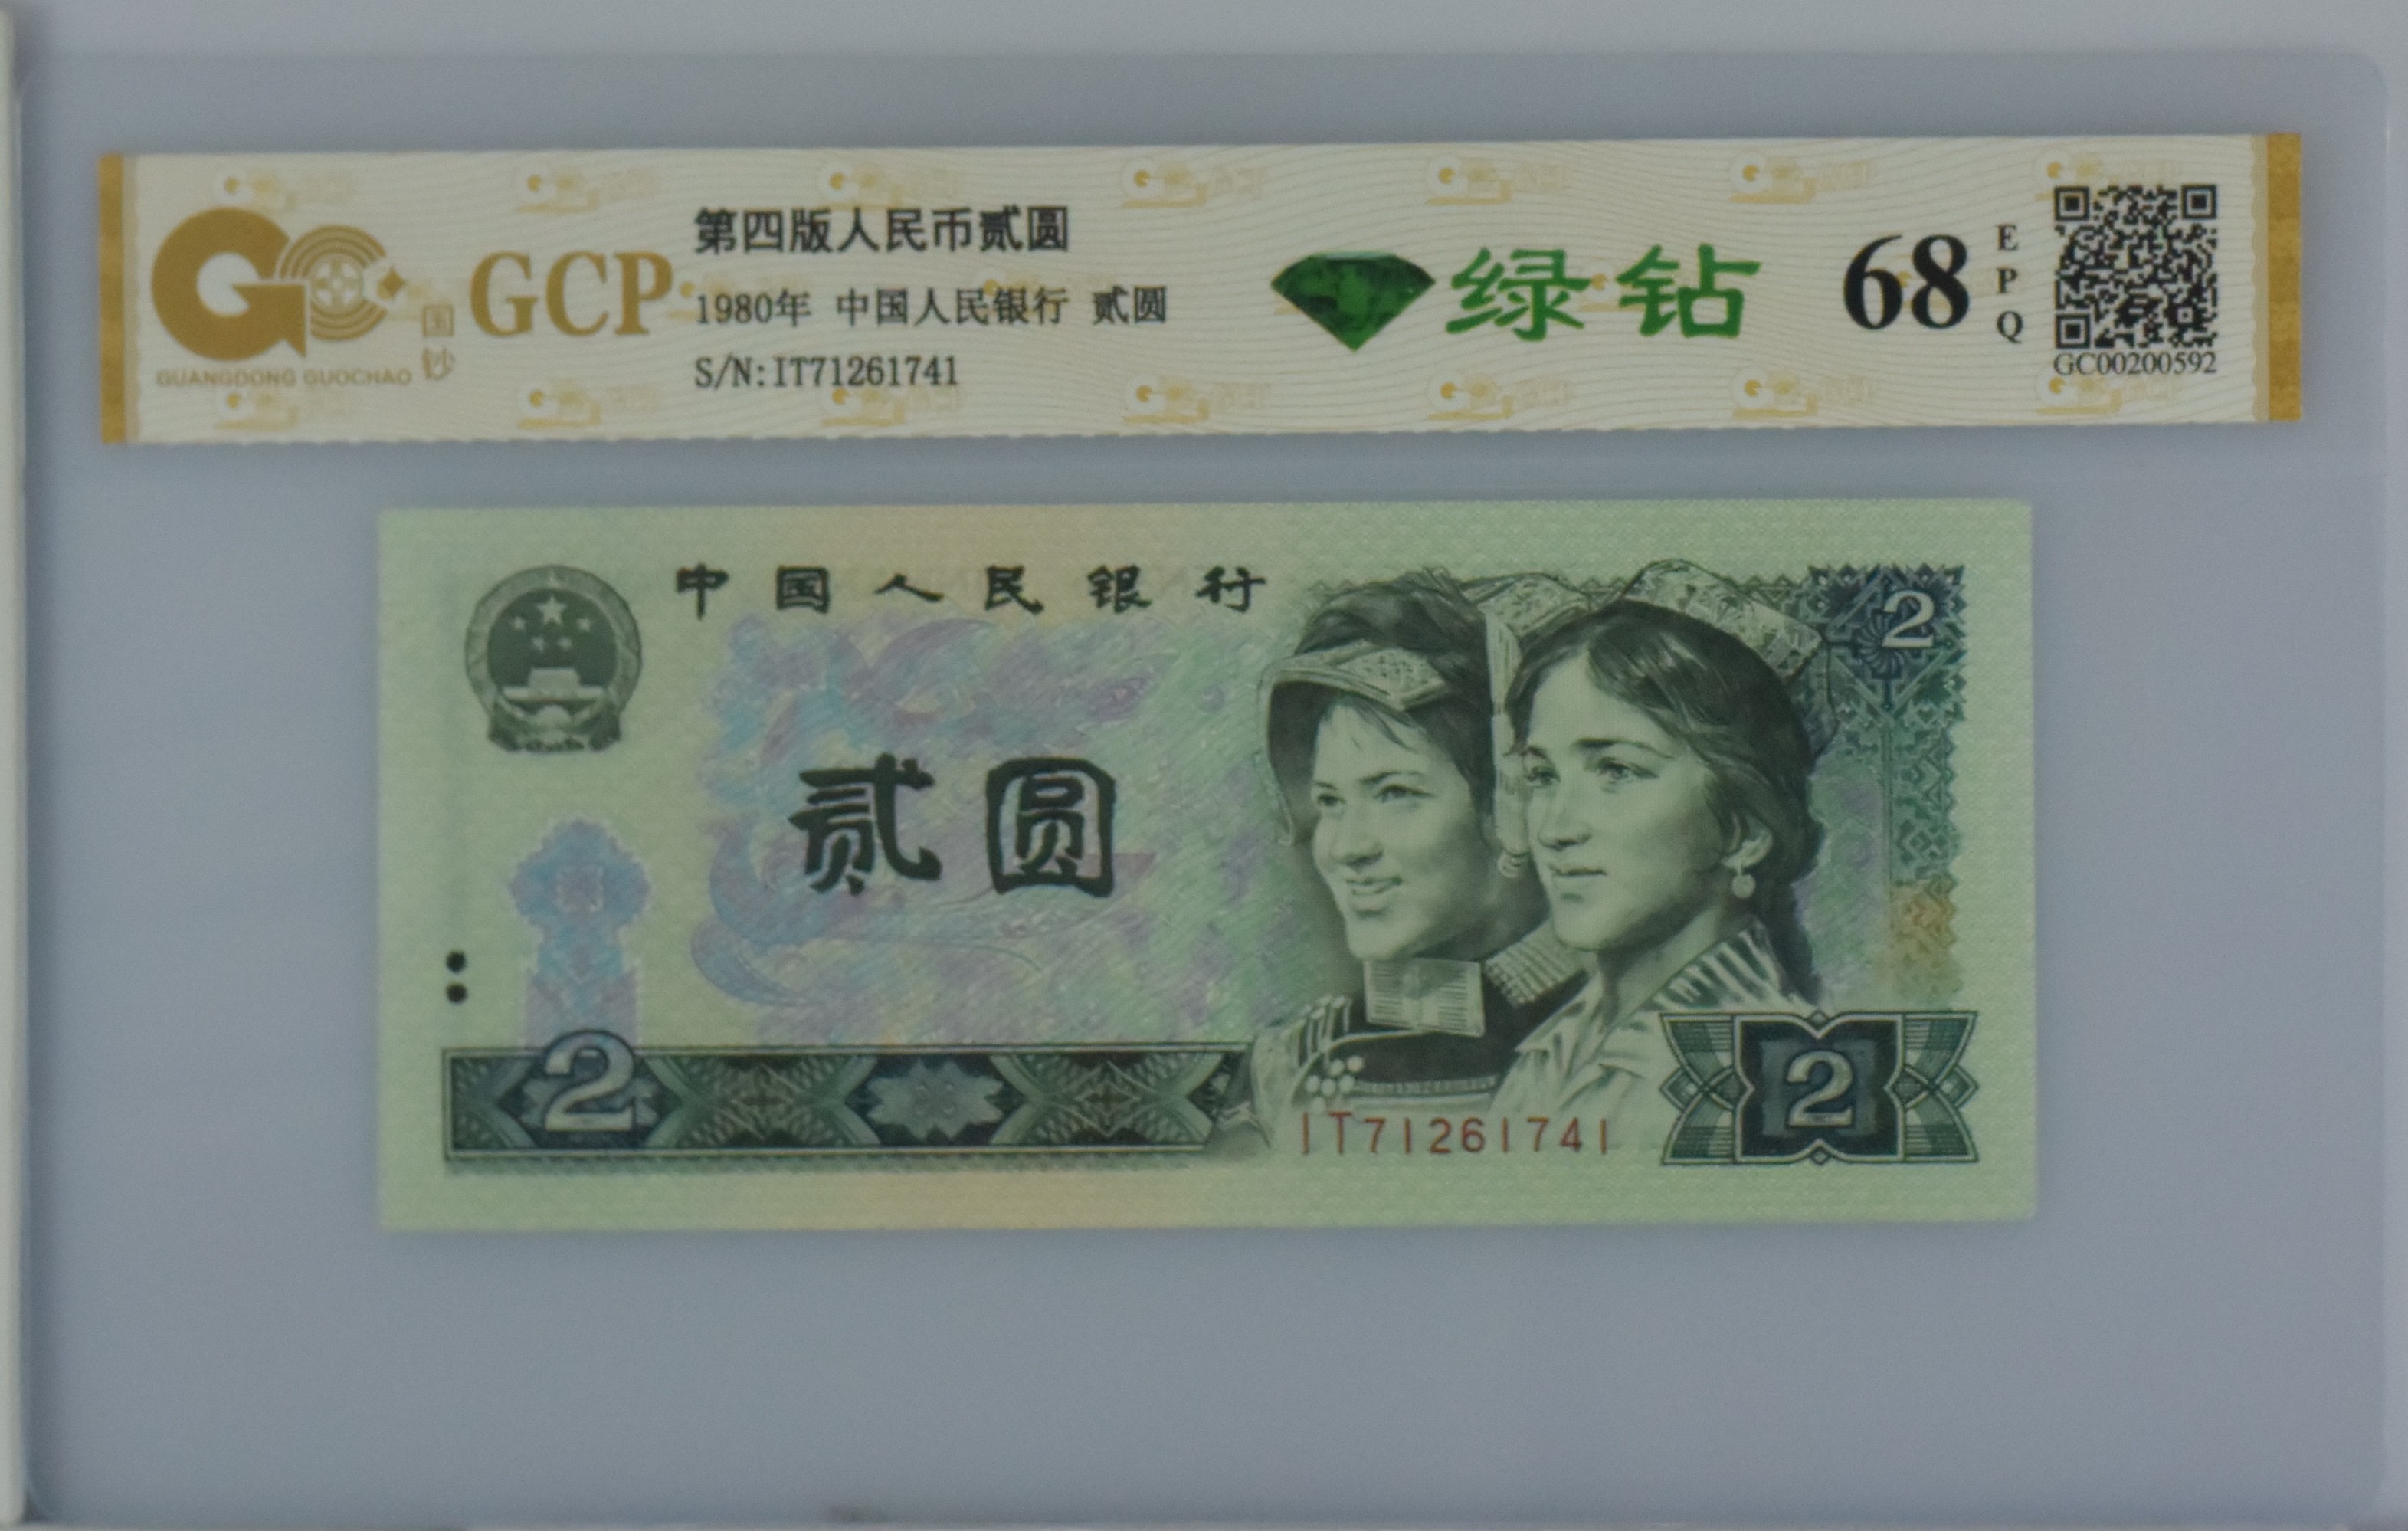 GCP
国钞
GUANGDONG GUOCHAO
第四版人民币贰圆
1980年 中国人民银行 贰圆
S/N:IT71261741
绿钻
68
EPQ
GC00200592
中国人民银行
2
贰圆
2
IT71261741
2